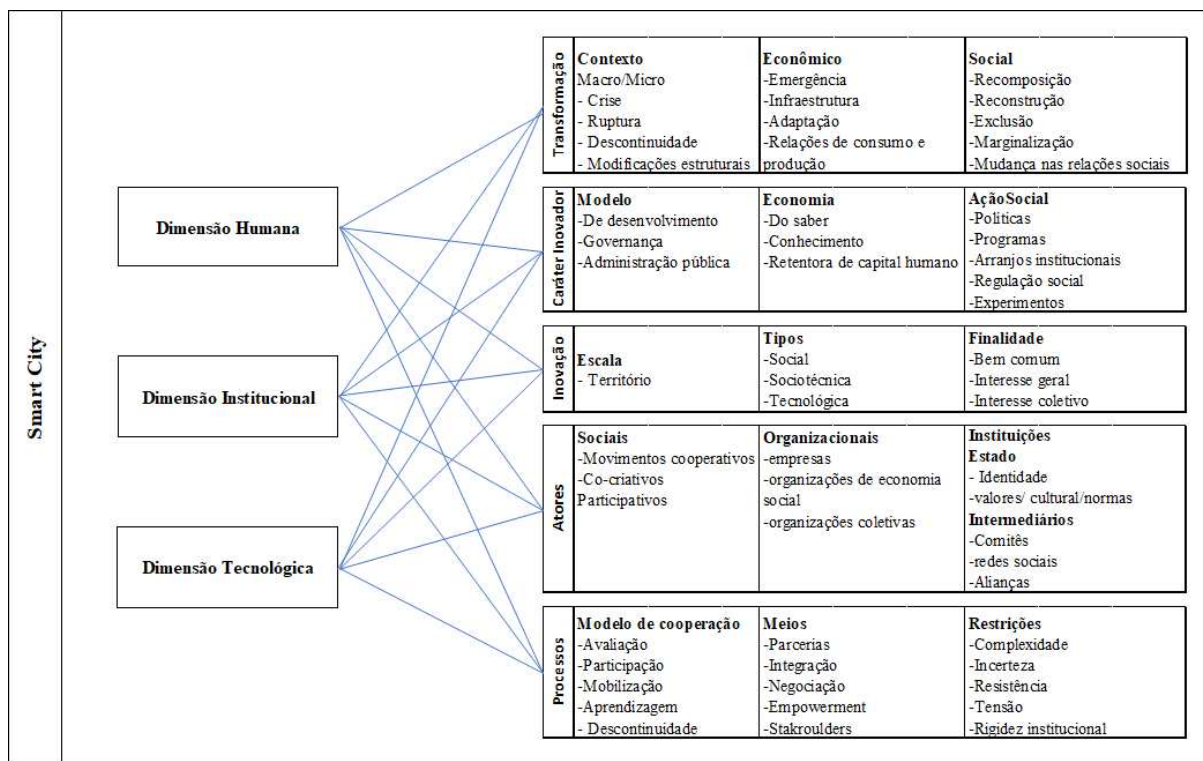 Smart City
Dimensão Humana
Dimensão Institucional
Dimensão Tecnológica
Transformação
Contexto
Macro/Micro
- Crise
- Ruptura
- Descontinuidade
- Modificações estruturais
Econômico
-Emergência
-Infraestrutura
-Adaptação
-Relações de consumo e
produção
Social
-Recomposição
-Reconstrução
-Exclusão
-Marginalização
-Mudança nas relações sociais
Caráter Inovador
Modelo
-De desenvolvimento
-Governança
-Administração pública
Economia
-Do saber
-Conhecimento
-Retentora de capital humano
AçãoSocial
-Políticas
-Programas
-Arranjos institucionais
-Regulação social
-Experimentos
Inovação
Escala
- Território
Tipos
-Social
-Sociotécnica
-Tecnológica
Finalidade
-Bem comum
-Interesse geral
-Interesse coletivo
Atores
Sociais
-Movimentos cooperativos
-Co-criativos
Participativos
Organizacionais
-empresas
-organizações de economia
social
-organizações coletivas
Instituições
Estado
- Identidade
-valores/ cultural/normas
Intermediários
-Comitês
-redes sociais
-Alianças
Processos
Modelo de cooperação
-Avaliação
-Participação
-Mobilização
-Aprendizagem
- Descontinuidade
Meios
-Parcerias
-Integração
-Negociação
-Empowerment
-Stakroulders
Restrições
-Complexidade
-Incerteza
-Resistência
-Tensão
-Rigidez institucional